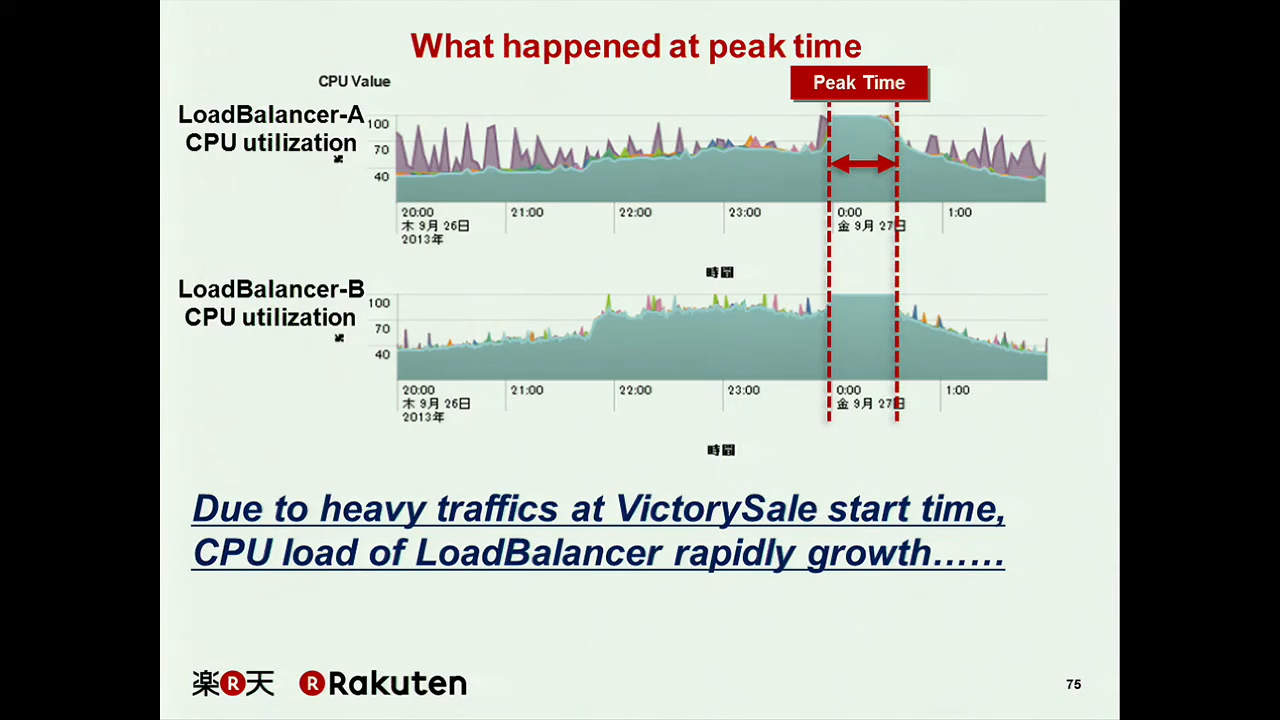 What happened at peak time
CPU Value
Peak Time
LoadBalancer-A
CPU utilization
100
70
40
20:00
21:00
22:00
23:00
0:00
1:00
木 9月 26日
金 9月 27日
2013年
時間
LoadBalancer-B
CPU utilization
100
70
40
20:00
21:00
22:00
23:00
0:00
1:00
木 9月 26日
金 9月 27日
2013年
時間
Due to heavy traffics at VictorySale start time,
CPU load of LoadBalancer rapidly growth……
楽R天
R Rakuten
75